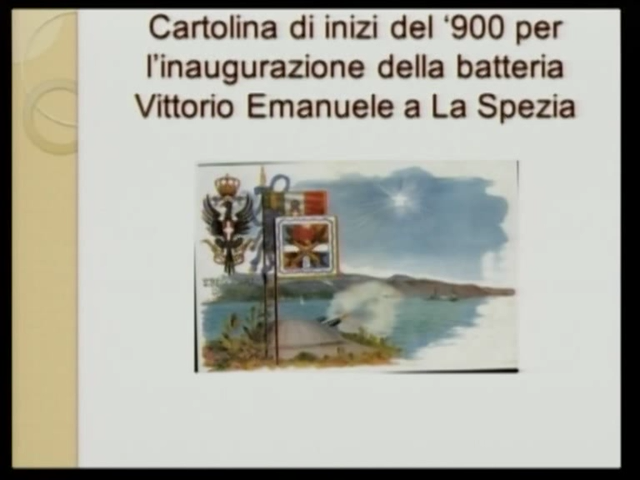 Cartolina di inizi del ‘900 per
l’inaugurazione della batteria
Vittorio Emanuele a La Spezia